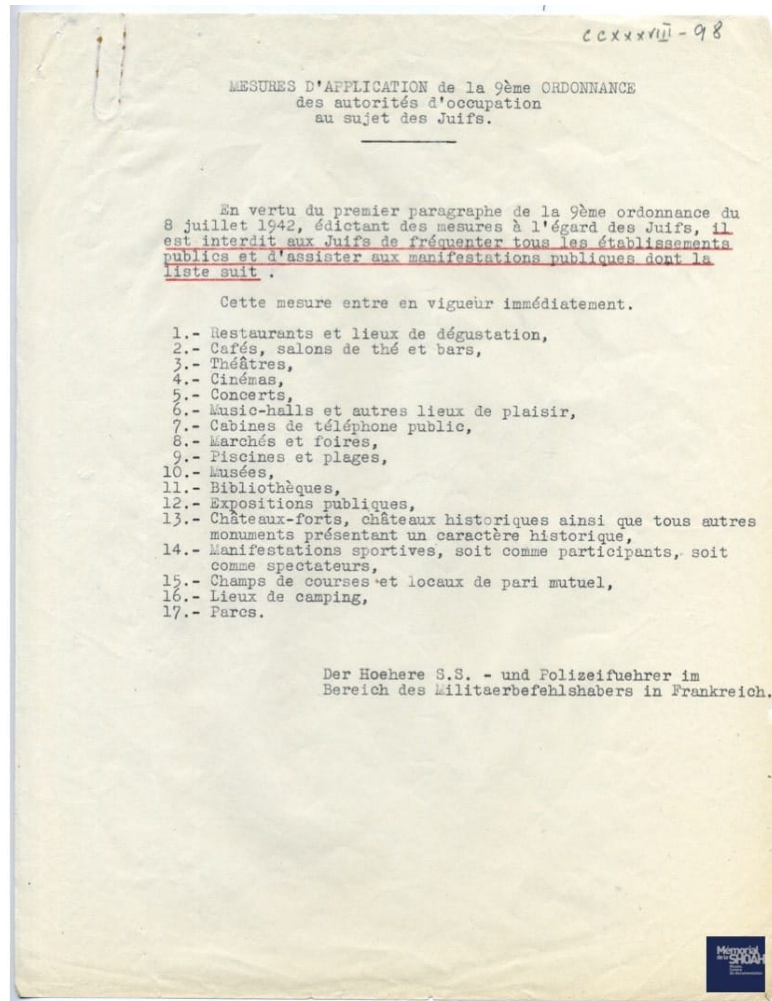 CCXXXVIII - 98
MESURES D'APPLICATION de la 9ème ORDONNANCE
des autorités d'occupation
au sujet des Juifs.
En vertu du premier paragraphe de la 9ème ordonnance du
8 juillet 1942, édictant des mesures à l'égard des Juifs, il
est interdit aux Juifs de fréquenter tous les établissements
publics et d'assister aux manifestations publiques dont la
liste suit .
Cette mesure entre en vigueur immédiatement.
1.- Restaurants et lieux de dégustation,
2.- Cafés, salons de thé et bars,
3.- Théâtres,
4.- Cinémas,
5.- Concerts,
6.- Music-halls et autres lieux de plaisir,
7.- Cabines de téléphone public,
8.- Marchés et foires,
9.- Piscines et plages,
10.- Musées,
11.- Bibliothèques,
12.- Expositions publiques,
13.- Châteaux-forts, châteaux historiques ainsi que tous autres
monuments présentant un caractère historique,
14.- Manifestations sportives, soit comme participants, soit
comme spectateurs,
15.- Champs de courses et locaux de pari mutuel,
16.- Lieux de camping,
17.- Parcs.
Der Hoehere S.S. - und Polizeifuehrer im
Bereich des Militaerbefehlshabers in Frankreich.
Mémorial
de la SHOAH